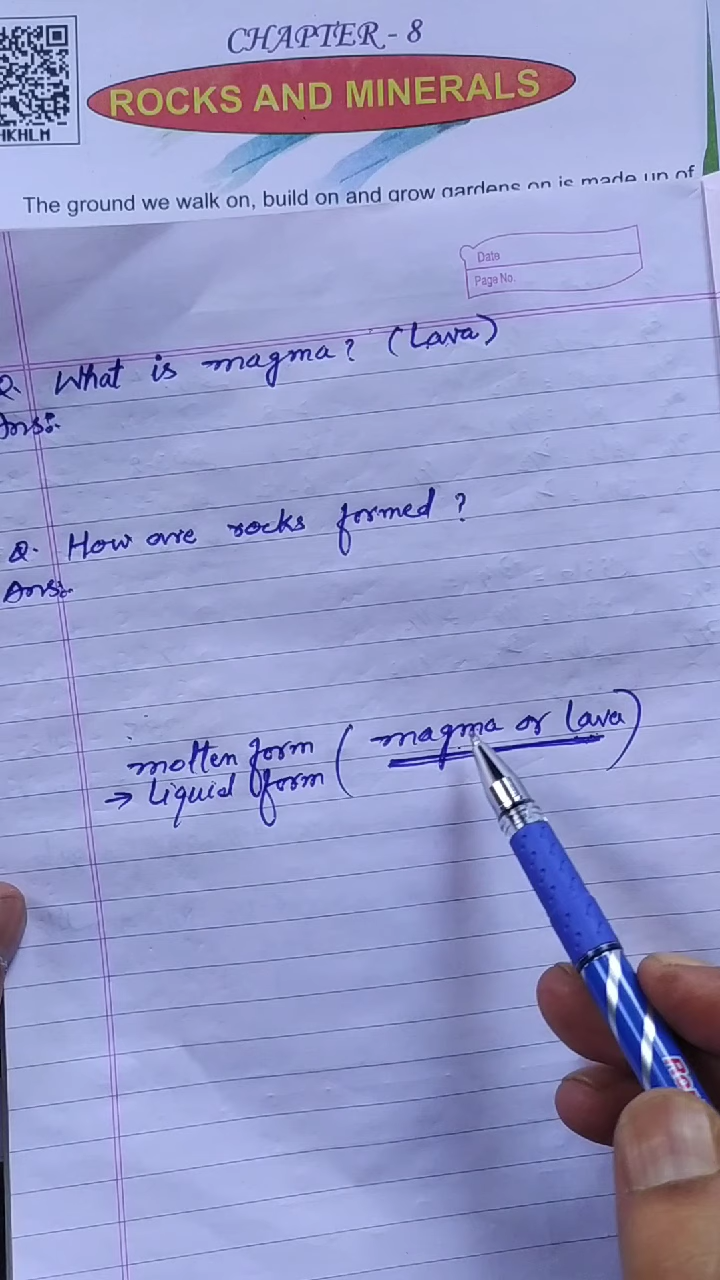 CHAPTER - 8
ROCKS AND MINERALS
HKHLM
The ground we walk on, build on and grow gardens on is made up of
Date
Page No.
Q. What is magma? (Lava)
Ans:-
Q. How are rocks formed?
Ans:-
molten form (magma or lava)
→ Liquid form